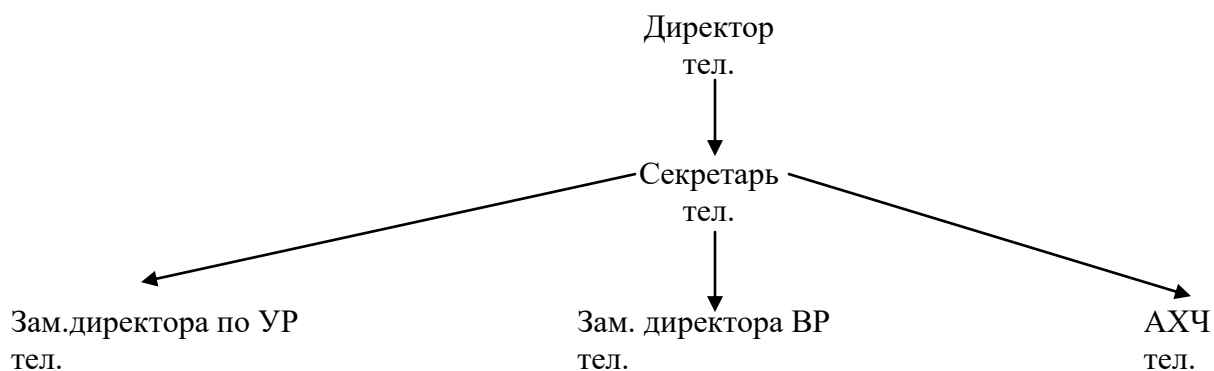 Директор
тел.
Секретарь
тел.
Зам.директора по УР
тел.
Зам. директора ВР
тел.
АХЧ
тел.